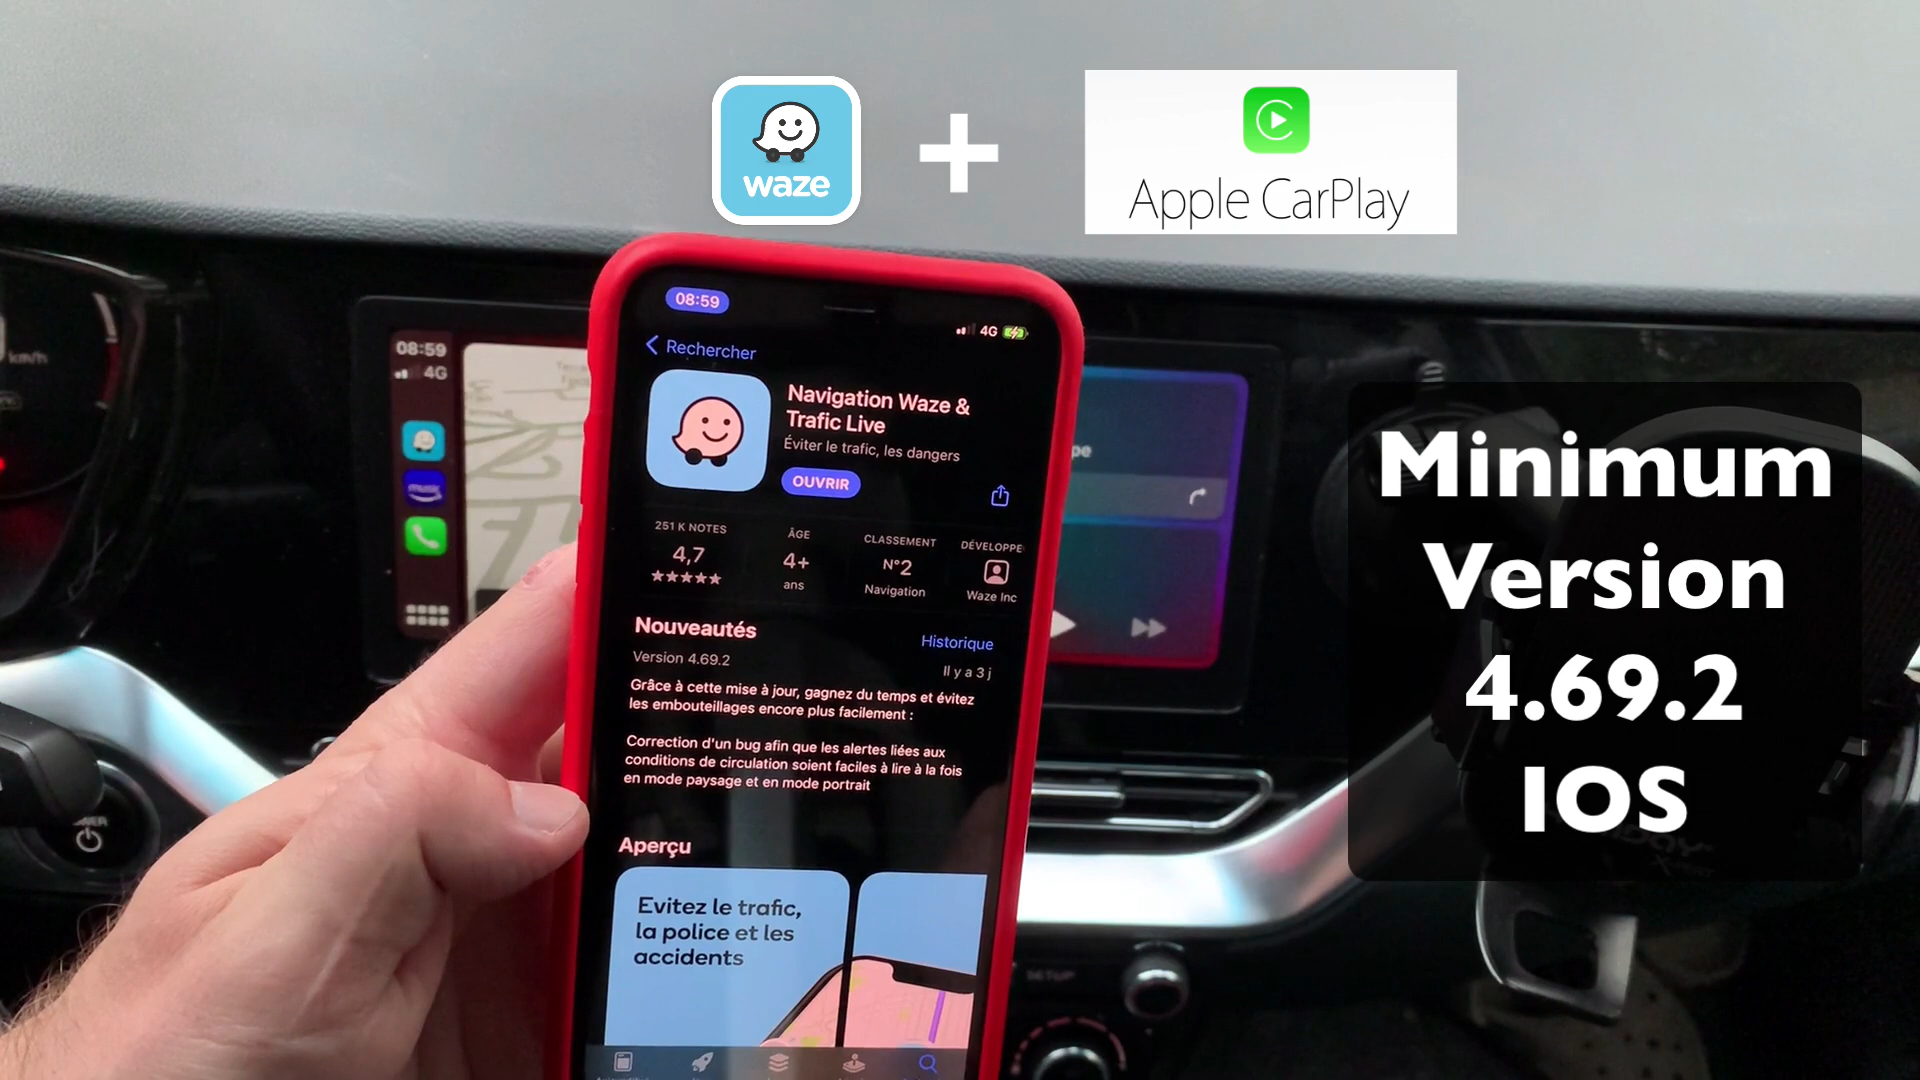 waze
Apple CarPlay
08:59
4G
Rechercher
km/h
08:59
4G
Navigation Waze &
Trafic Live
Éviter le trafic, les dangers
OUVRIR
music
251 K NOTES
4,7
ÂGE
4+
ans
CLASSEMENT
N°2
Navigation
DÉVELOPPE
Waze Inc
Nouveautés
Historique
Version 4.69.2
Il y a 3 j
Grâce à cette mise à jour, gagnez du temps et évitez
les embouteillages encore plus facilement :
Correction d'un bug afin que les alertes liées aux
conditions de circulation soient faciles à lire à la fois
en mode paysage et en mode portrait
Aperçu
Evitez le trafic,
la police et les
accidents
Minimum
Version
4.69.2
IOS
SETUP